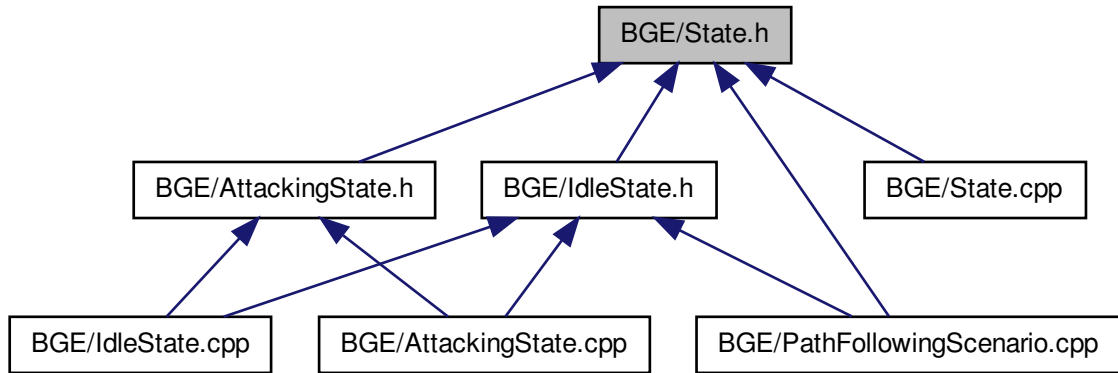 BGE/State.h
BGE/AttackingState.h
BGE/IdleState.h
BGE/State.cpp
BGE/IdleState.cpp
BGE/AttackingState.cpp
BGE/PathFollowingScenario.cpp